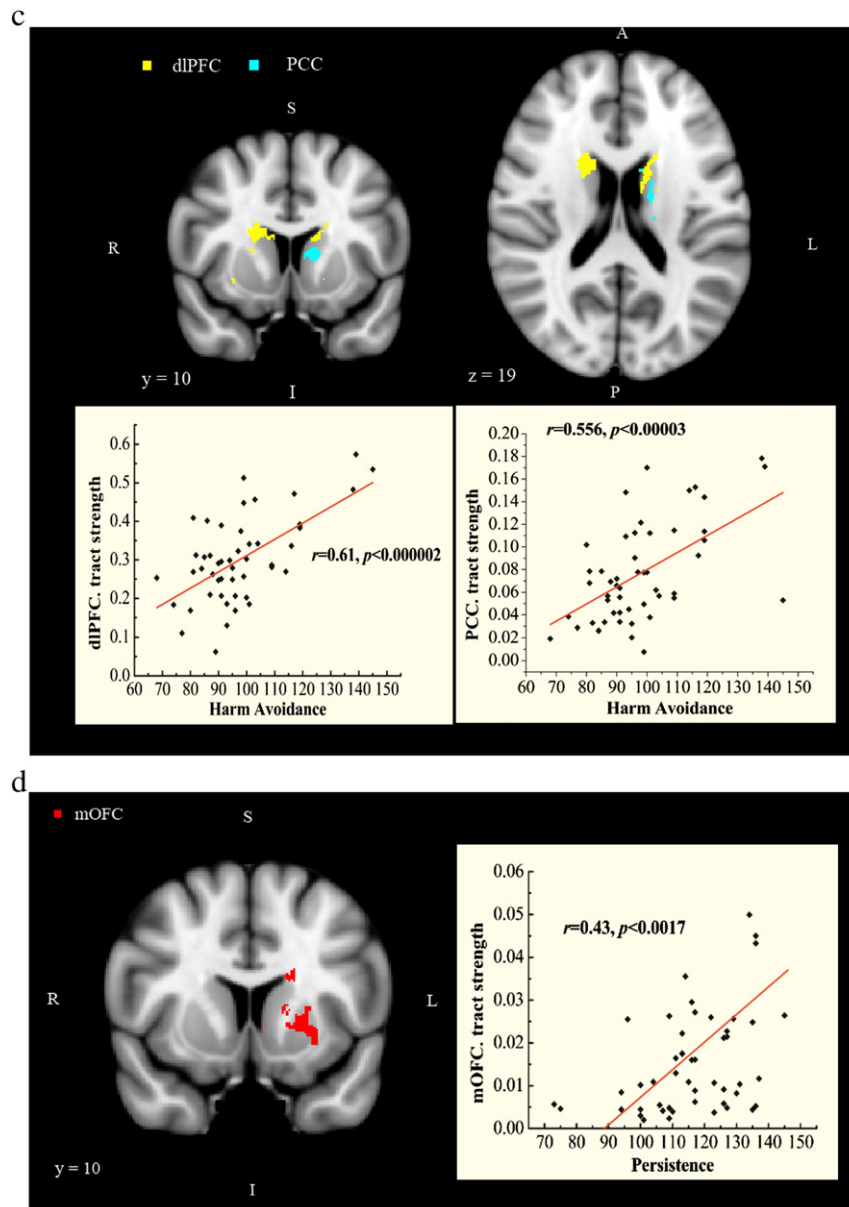 c
dlPFC PCC
A
S
R
L
y = 10
z = 19
I
P
r=0.61, p<0.000002
dlPFC. tract strength
0.6
0.5
0.4
0.3
0.2
0.1
0.0
60 70 80 90 100 110 120 130 140 150
Harm Avoidance
r=0.556, p<0.00003
PCC. tract strength
0.20
0.18
0.16
0.14
0.12
0.10
0.08
0.06
0.04
0.02
0.00
60 70 80 90 100 110 120 130 140 150
Harm Avoidance
d
mOFC
S
R
L
y = 10
I
r=0.43, p<0.0017
mOFC. tract strength
0.06
0.05
0.04
0.03
0.02
0.01
0.00
70 80 90 100 110 120 130 140 150
Persistence